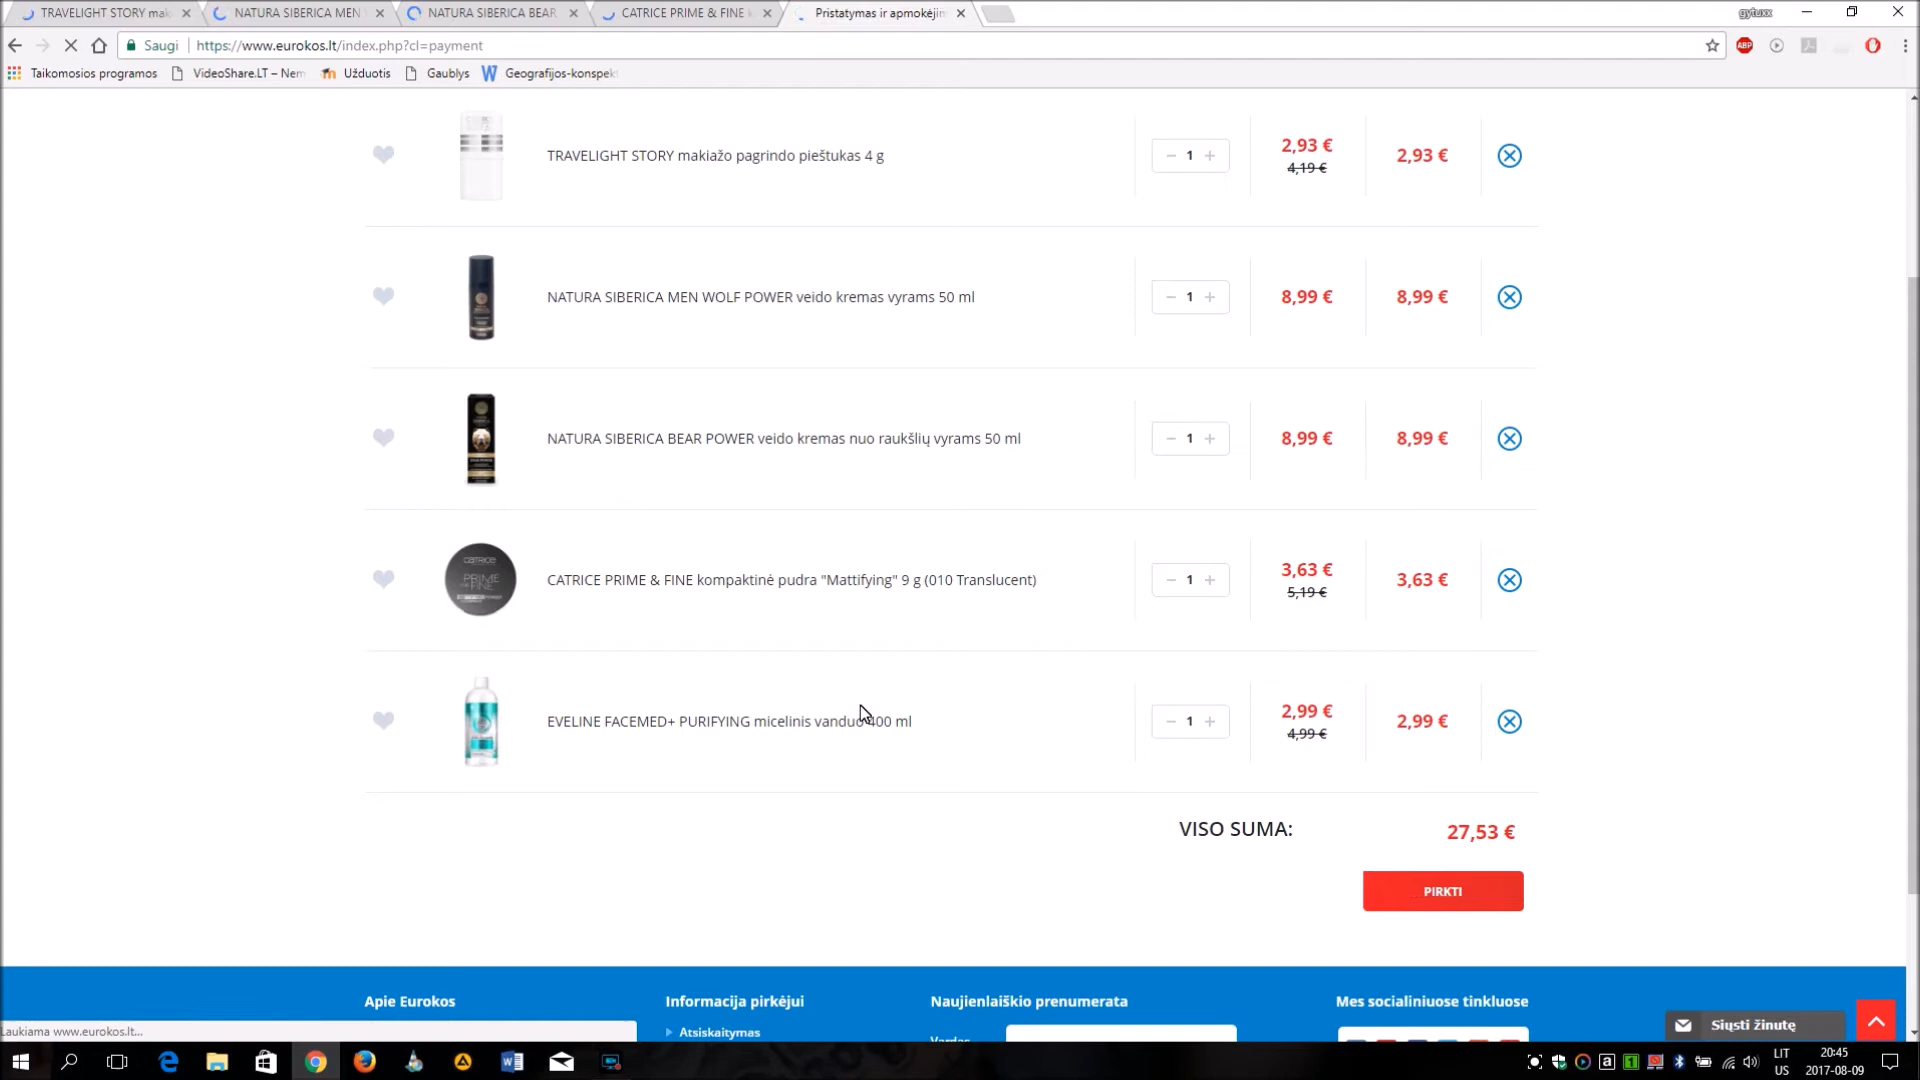 TRAVELIGHT STORY mak
NATURA SIBERICA MEN
NATURA SIBERICA BEAR
CATRICE PRIME & FINE k
Pristatymas ir apmokėjim
gytuxx
Saugi
https://www.eurokos.lt/index.php?cl=payment
ABP
Taikomosios programos
VideoShare.LT – Nem
Užduotis
Gaublys
Geografijos-konspekt
TRAVELIGHT STORY makiažo pagrindo pieštukas 4 g
− 1 +
2,93 €
4,19 €
2,93 €
NATURA SIBERICA MEN WOLF POWER veido kremas vyrams 50 ml
− 1 +
8,99 €
8,99 €
NATURA SIBERICA BEAR POWER veido kremas nuo raukšlių vyrams 50 ml
− 1 +
8,99 €
8,99 €
CATRICE
PRIME
AND FINE
CATRICE PRIME & FINE kompaktinė pudra "Mattifying" 9 g (010 Translucent)
− 1 +
3,63 €
5,19 €
3,63 €
EVELINE FACEMED+ PURIFYING micelinis vanduo 400 ml
− 1 +
2,99 €
4,99 €
2,99 €
VISO SUMA:
27,53 €
PIRKTI
Apie Eurokos
Informacija pirkėjui
Naujienlaiškio prenumerata
Mes socialiniuose tinkluose
Laukiama www.eurokos.lt...
Atsiskaitymas
Vardas
Siųsti žinutę
LIT
US
20:45
2017-08-09